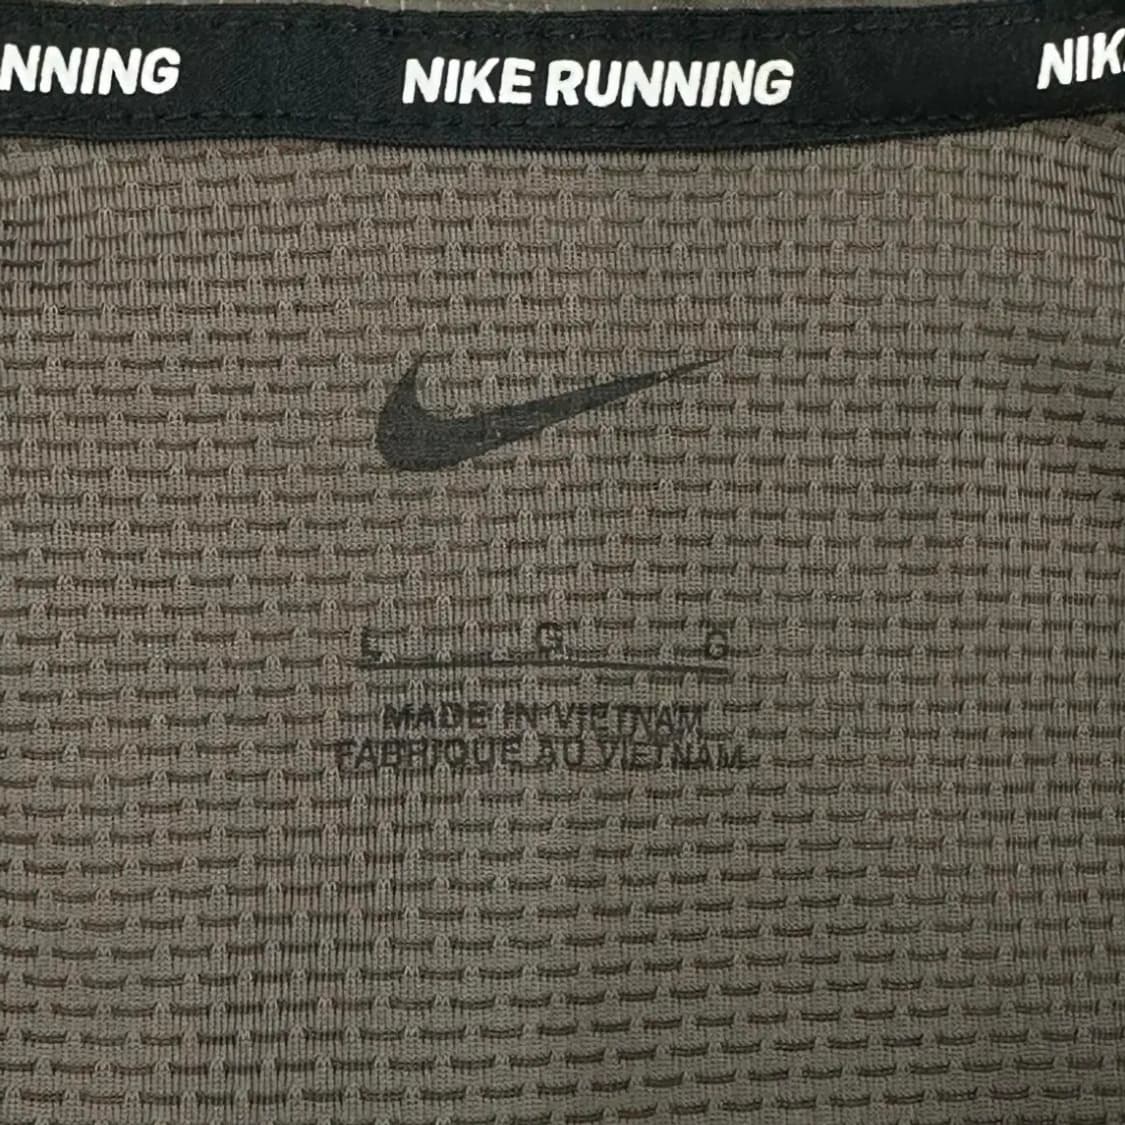 NNING NIKE RUNNING NIK
L G G
MADE IN VIETNAM
FABRIQUE AU VIETNAM